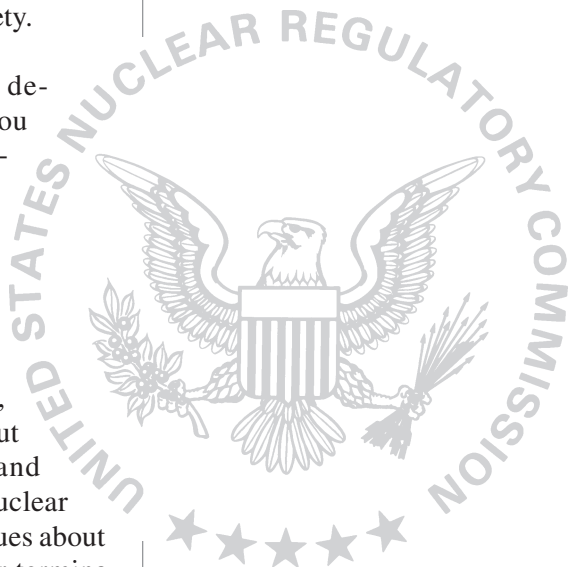 ety.
de-
ou
-
,
ut
and
uclear
ues about
UNITED STATES NUCLEAR REGULATORY COMMISSION